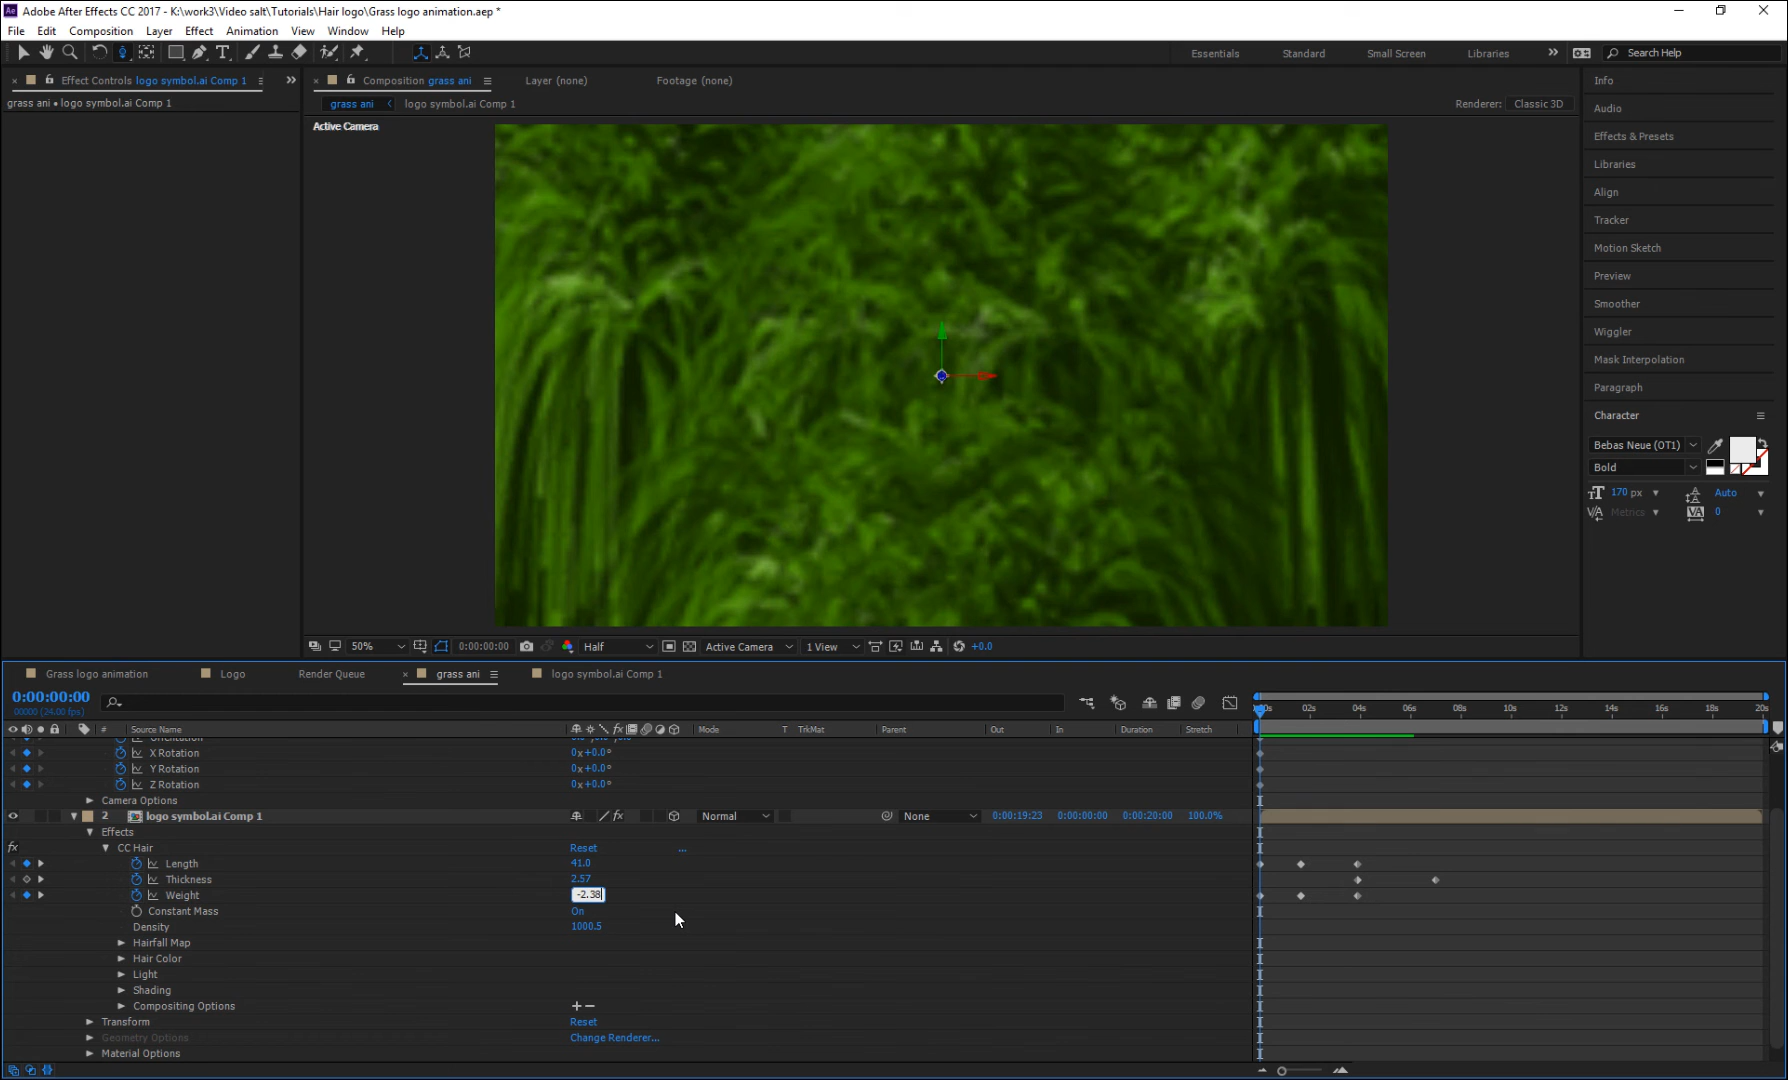 Adobe After Effects CC 2017 - K:\work3\Video salt\Tutorials\Hair logo\Grass logo animation.aep *
File Edit Composition Layer Effect Animation View Window Help
Essentials Standard Small Screen Libraries Search Help
Effect Controls logo symbol.ai Comp 1
Composition grass ani Layer (none) Footage (none)
grass ani • logo symbol.ai Comp 1
grass ani logo symbol.ai Comp 1 Renderer: Classic 3D
Active Camera
Info
Audio
Effects & Presets
Libraries
Align
Tracker
Motion Sketch
Preview
Smoother
Wiggler
Mask Interpolation
Paragraph
Character
Bebas Neue (OT1)
Bold
170 px Auto
Metrics 0
50% 0:00:00:00 Half Active Camera 1 View +0.0
Grass logo animation Logo Render Queue grass ani logo symbol.ai Comp 1
0:00:00:00
00000 (24.00 fps)
# Source Name Mode T TrkMat Parent Out In Duration Stretch
02s 04s 06s 08s 10s 12s 14s 16s 18s 20s
X Rotation 0x+0.0°
Y Rotation 0x+0.0°
Z Rotation 0x+0.0°
Camera Options
2 logo symbol.ai Comp 1 Normal None 0:00:19:23 0:00:00:00 0:00:20:00 100.0%
Effects
fx CC Hair Reset ...
Length 41.0
Thickness 2.57
Weight -2.38
Constant Mass On
Density 1000.5
Hairfall Map
Hair Color
Light
Shading
Compositing Options + −
Transform Reset
Geometry Options Change Renderer...
Material Options